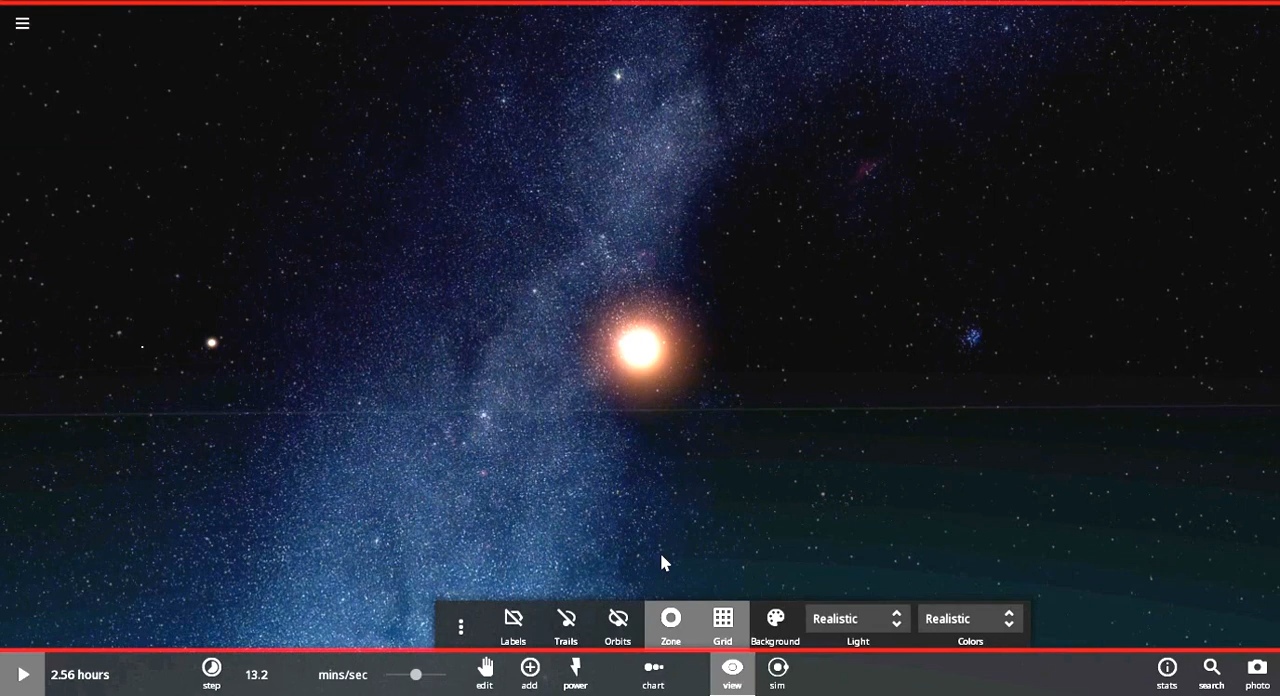 Labels Trails Orbits Zone Grid Background Realistic Light Realistic Colors
2.56 hours step 13.2 mins/sec edit add power chart view sim stats search photo